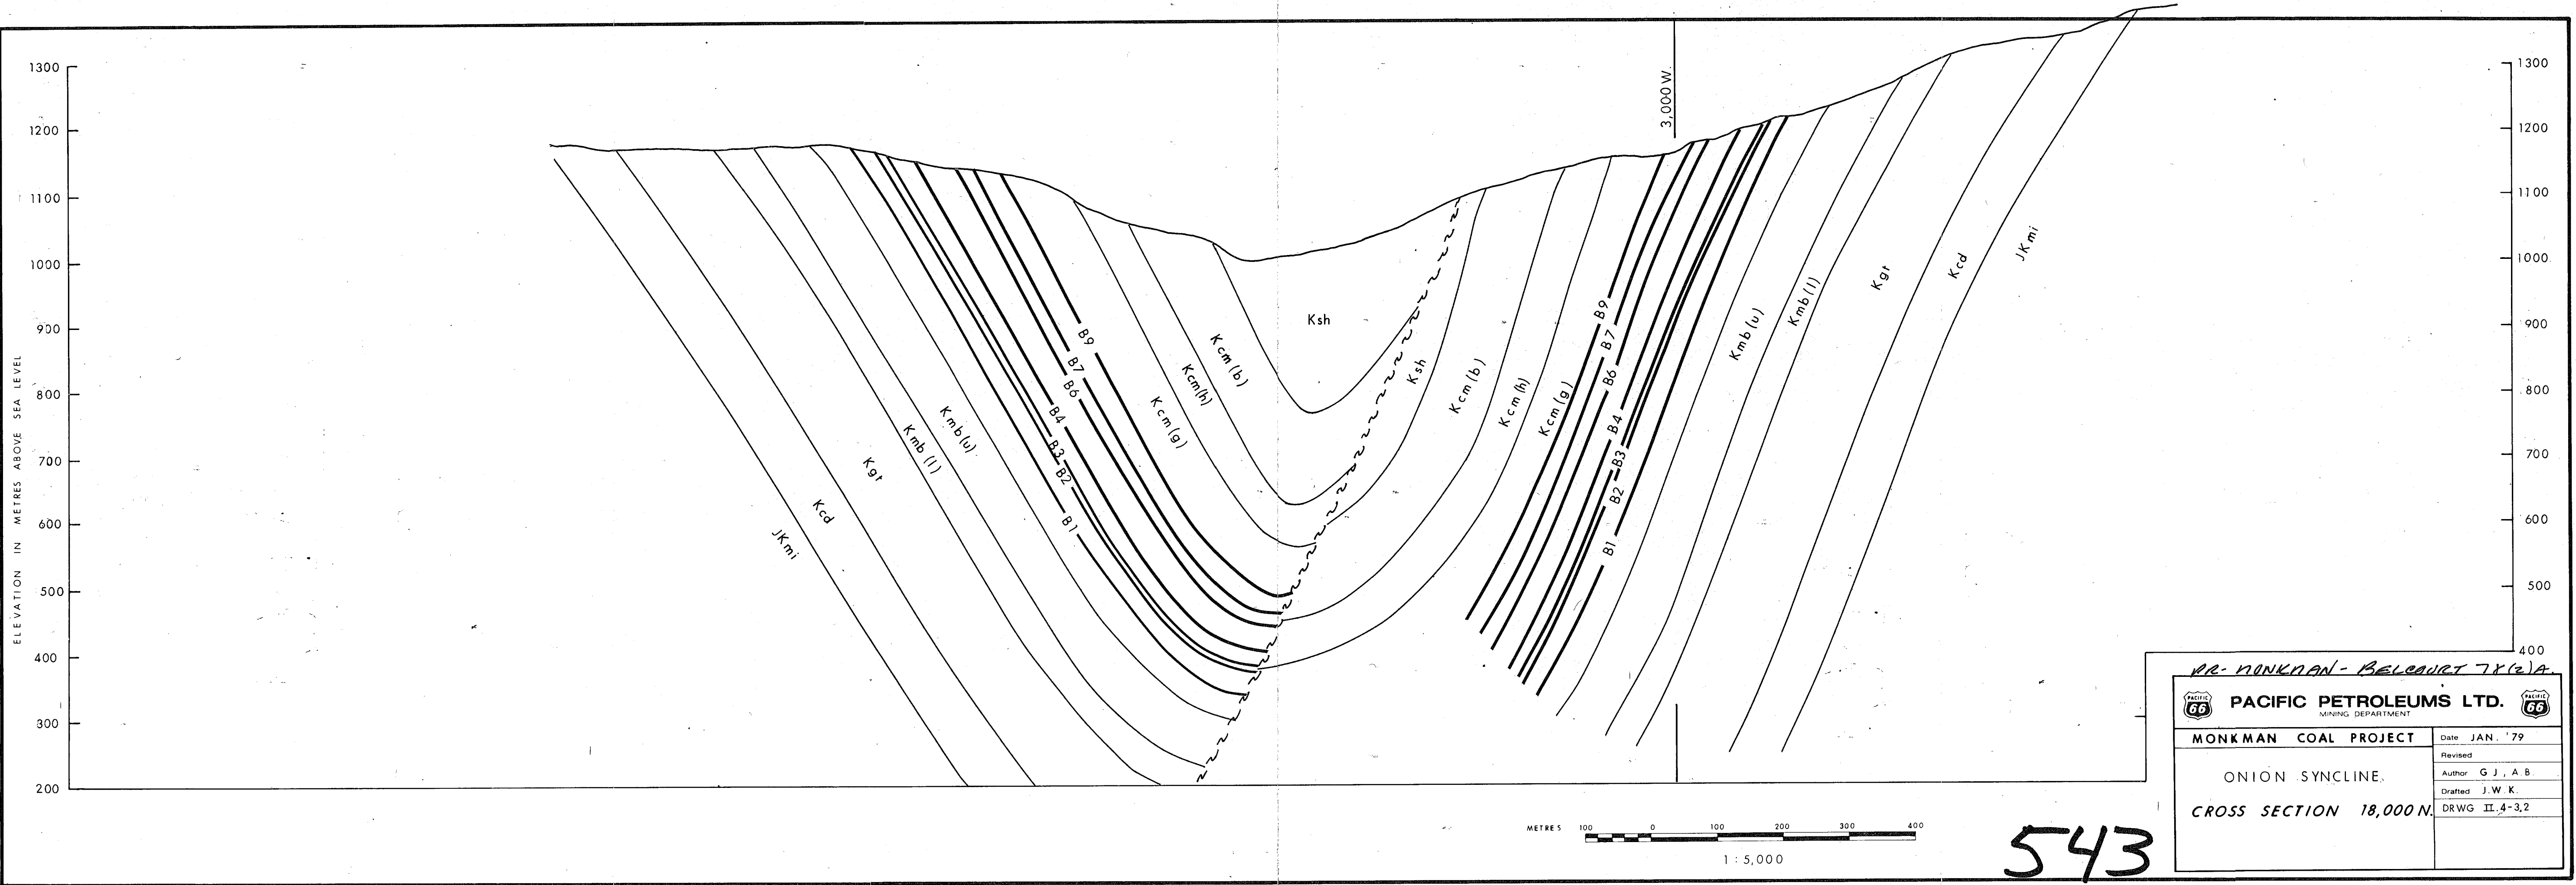 1300
1200
1100
1000
900
800
700
600
500
400
300
200
ELEVATION IN METRES ABOVE SEA LEVEL
3,000 W.
1300
1200
1100
1000
900
800
700
600
500
400
JKmi
Kcd
Kgt
Kmb (l)
Kmb (u)
B1
B2
B3
B4
B6
B7
B9
Kcm (g)
Kcm(h)
Kcm (b)
Ksh
Ksh
Kcm (b)
Kcm (h)
Kcm (g)
B9
B7
B6
B4
B3
B2
B1
Kmb (u)
Kmb (l)
Kgt
Kcd
JKmi
METRES 100 0 100 200 300 400
1 : 5,000
543
PR- MONKMAN - BELCOURT 78(2)A.
PACIFIC 66 PACIFIC PETROLEUMS LTD. PACIFIC 66
MINING DEPARTMENT
MONKMAN COAL PROJECT
ONION SYNCLINE
CROSS SECTION 18,000 N.
Date JAN. '79
Revised
Author G J , A.B.
Drafted J.W.K.
DRWG II.4-3.2